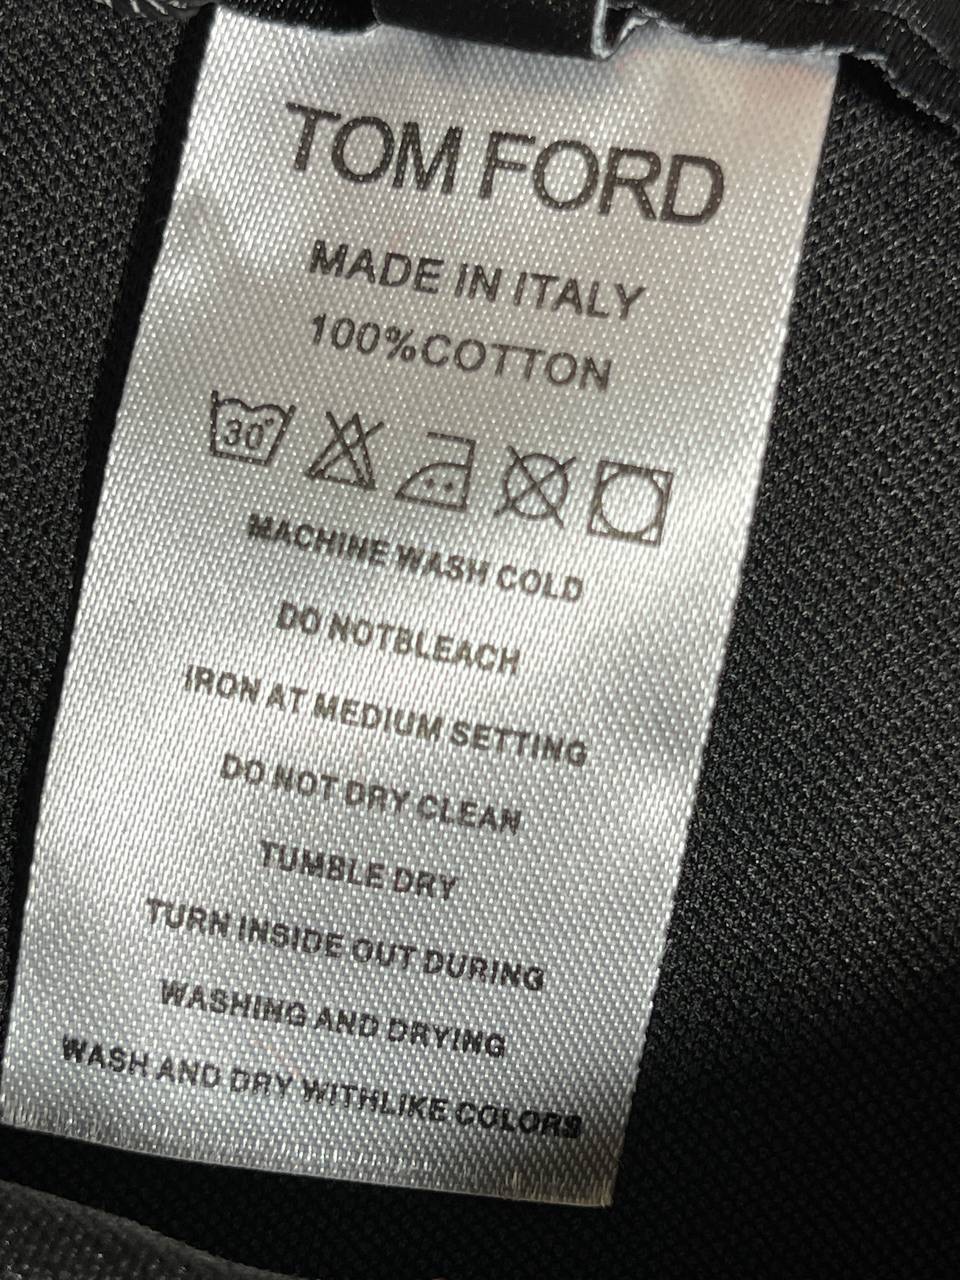 TOM FORD
MADE IN ITALY
100%COTTON
30°
MACHINE WASH COLD
DO NOTBLEACH
IRON AT MEDIUM SETTING
DO NOT DRY CLEAN
TUMBLE DRY
TURN INSIDE OUT DURING
WASHING AND DRYING
WASH AND DRY WITHLIKE COLORS